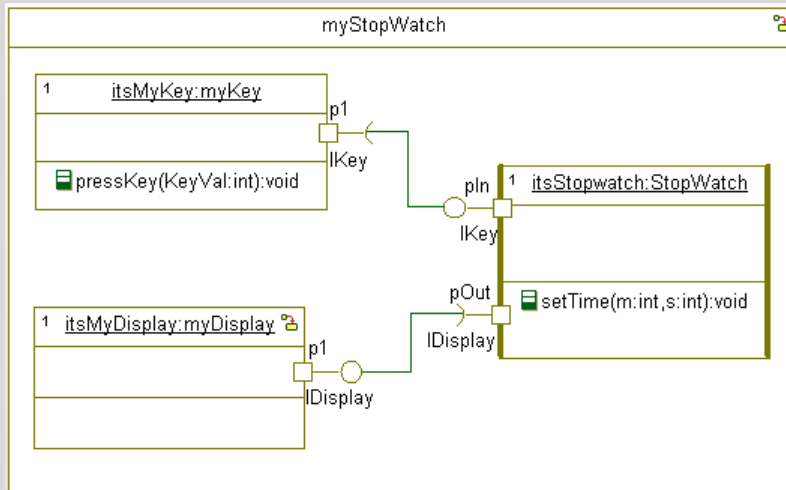 myStopWatch
1 itsMyKey:myKey
p1
IKey
pressKey(KeyVal:int):void
pIn
1 itsStopwatch:StopWatch
IKey
pOut
setTime(m:int,s:int):void
IDisplay
1 itsMyDisplay:myDisplay
p1
IDisplay